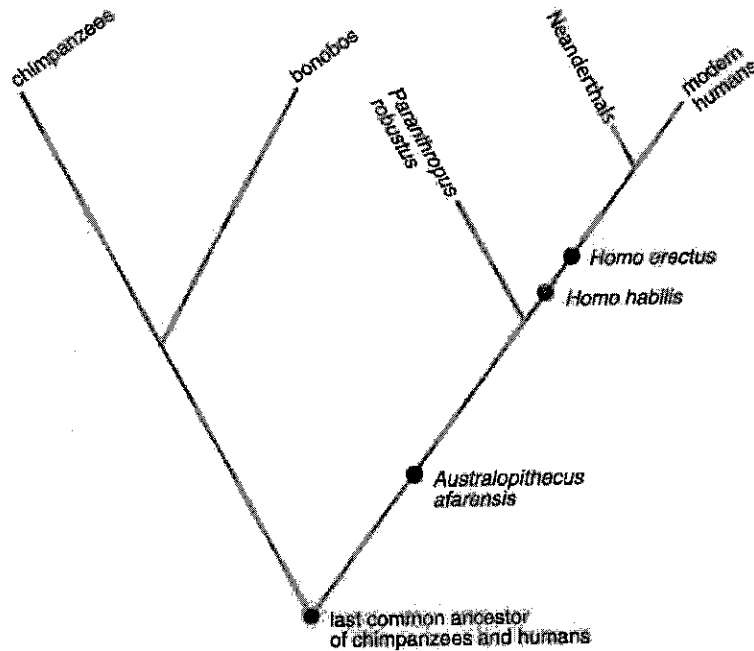 chimpanzees
bonobos
Paranthropus
robustus
Neanderthals
modern
humans
Homo erectus
Homo habilis
Australopithecus
afarensis
last common ancestor
of chimpanzees and humans